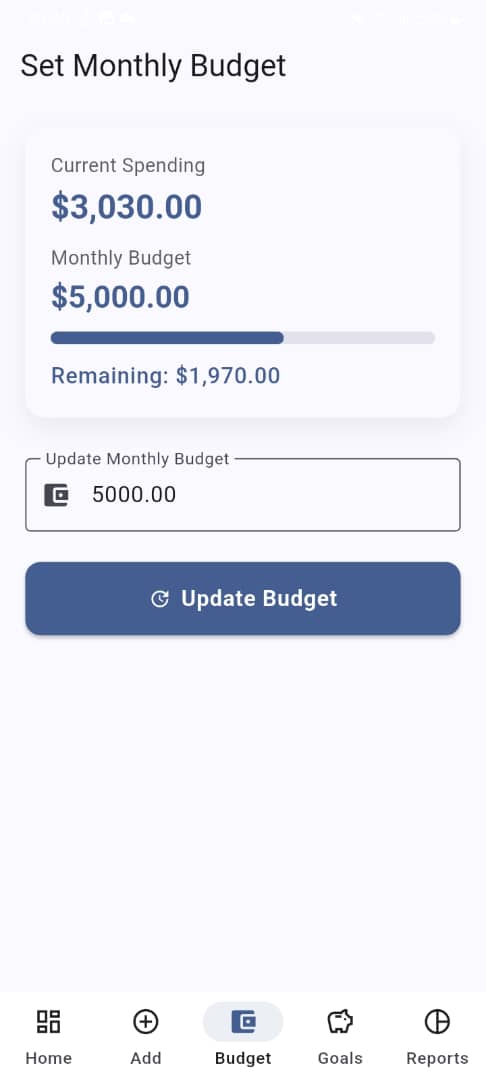 Set Monthly Budget
Current Spending
$3,030.00
Monthly Budget
$5,000.00
Remaining: $1,970.00
Update Monthly Budget
5000.00
Update Budget
Home Add Budget Goals Reports